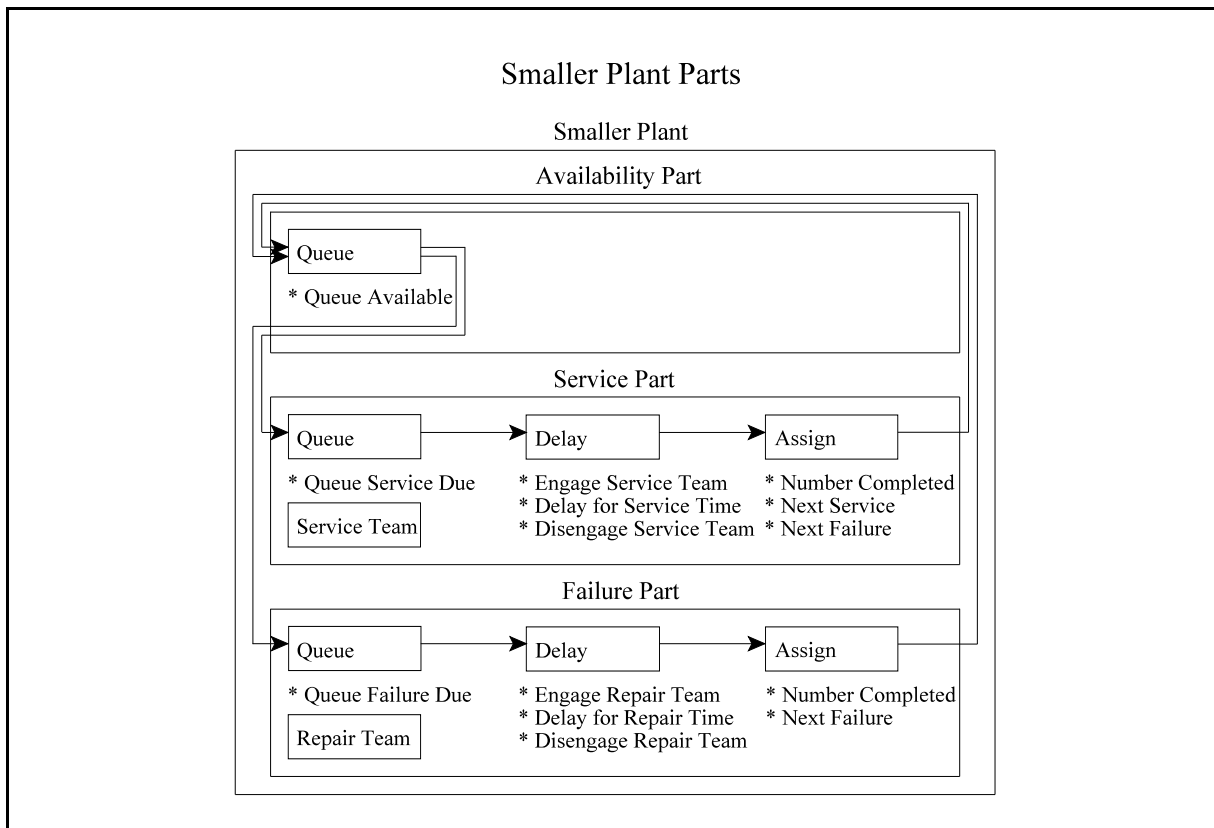 Smaller Plant Parts
Smaller Plant
Availability Part
Queue
* Queue Available
Service Part
Queue
Delay
Assign
* Queue Service Due
* Engage Service Team
* Number Completed
* Delay for Service Time
* Next Service
Service Team
* Disengage Service Team
* Next Failure
Failure Part
Queue
Delay
Assign
* Queue Failure Due
* Engage Repair Team
* Number Completed
* Delay for Repair Time
* Next Failure
Repair Team
* Disengage Repair Team